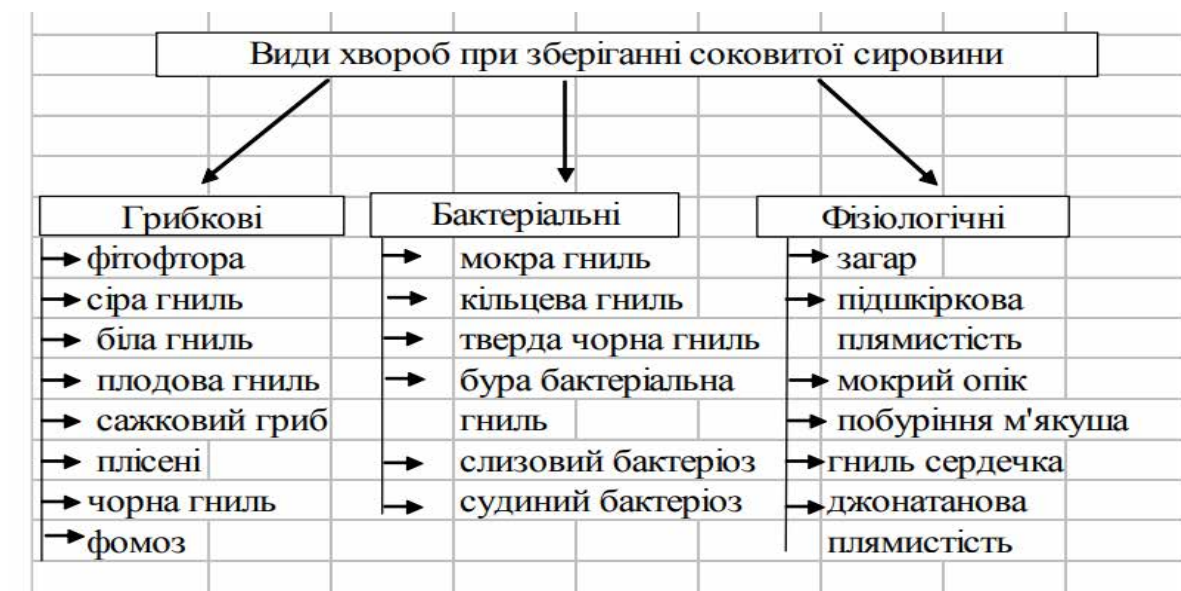 Види хвороб при зберіганні соковитої сировини
Грибкові
фітофтора
сіра гниль
біла гниль
плодова гниль
сажковий гриб
плісені
чорна гниль
фомоз
Бактеріальні
мокра гниль
кільцева гниль
тверда чорна гниль
бура бактеріальна
гниль
слизовий бактеріоз
судиний бактеріоз
Фізіологічні
загар
підшкіркова
плямистість
мокрий опік
побуріння м'якуша
гниль сердечка
джонатанова
плямистість